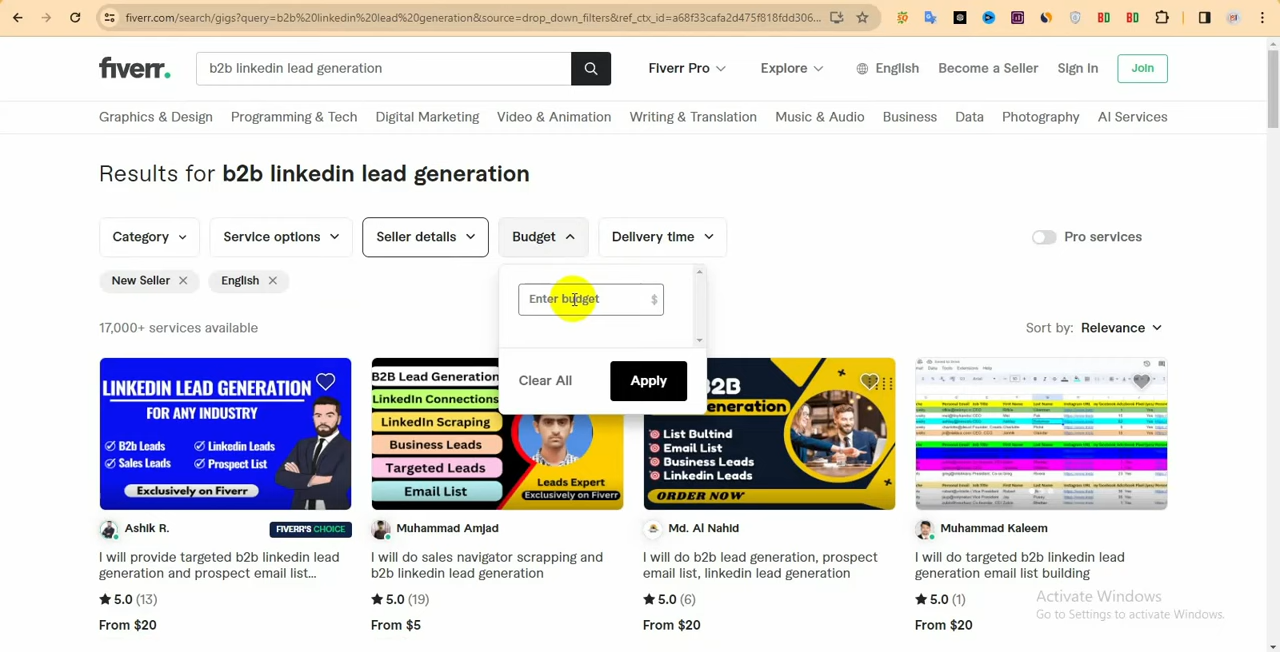 fiverr.com/search/gigs?query=b2b%20linkedin%20lead%20generation&source=drop_down_filters&ref_ctx_id=a68f33cafa2d475f818fdd306...
fiverr.
b2b linkedin lead generation
Fiverr Pro
Explore
English
Become a Seller
Sign In
Join
Graphics & Design
Programming & Tech
Digital Marketing
Video & Animation
Writing & Translation
Music & Audio
Business
Data
Photography
AI Services
Results for b2b linkedin lead generation
Category
Service options
Seller details
Budget
Delivery time
Pro services
New Seller
English
Enter budget
$
Clear All
Apply
17,000+ services available
Sort by: Relevance
LINKEDIN LEAD GENERATION
FOR ANY INDUSTRY
B2B Leads
Linkedin Leads
Sales Leads
Prospect List
Exclusively on Fiverr
Ashik R.
FIVERR'S CHOICE
I will provide targeted b2b linkedin lead
generation and prospect email list...
5.0 (13)
From $20
B2B Lead Generation
LinkedIn Connections
LinkedIn Scraping
Business Leads
Targeted Leads
Email List
Leads Expert
Exclusively on Fiverr
Muhammad Amjad
I will do sales navigator scrapping and
b2b linkedin lead generation
5.0 (19)
From $5
B2B
List Bultind
Email List
Business Leads
Linkedin Leads
ORDER NOW
Md. Al Nahid
I will do b2b lead generation, prospect
email list, linkedin lead generation
5.0 (6)
From $20
Muhammad Kaleem
I will do targeted b2b linkedin lead
generation email list building
5.0 (1)
From $20
Activate Windows
Go to Settings to activate Windows.